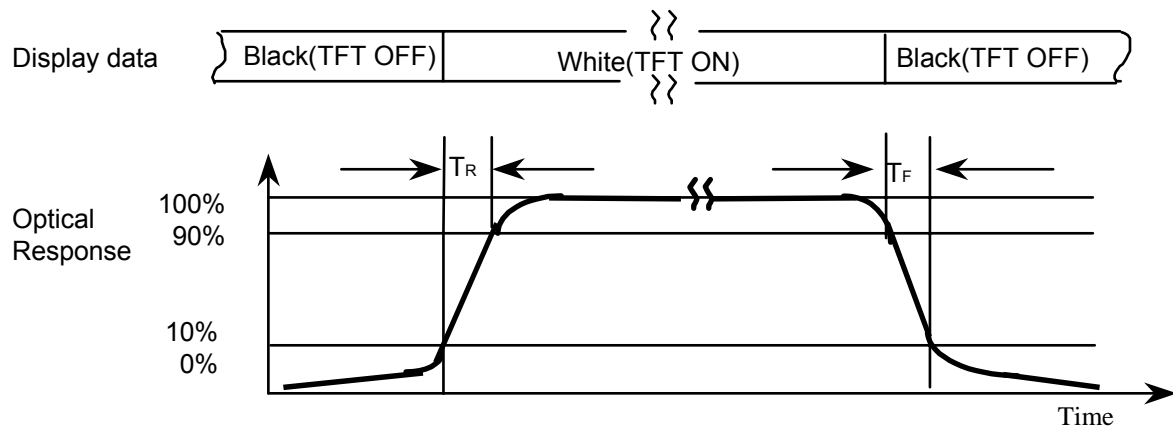 Display data
Black(TFT OFF)
White(TFT ON)
Black(TFT OFF)
TR
TF
Optical
Response
100%
90%
10%
0%
Time